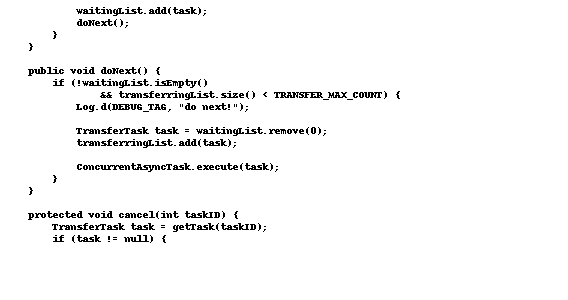 waitingList.add(task);
            doNext();
        }
    }

    public void doNext() {
        if (!waitingList.isEmpty()
                && transferringList.size() < TRANSFER_MAX_COUNT) {
            Log.d(DEBUG_TAG, "do next!");

            TransferTask task = waitingList.remove(0);
            transferringList.add(task);

            ConcurrentAsyncTask.execute(task);
        }
    }

    protected void cancel(int taskID) {
        TransferTask task = getTask(taskID);
        if (task != null) {